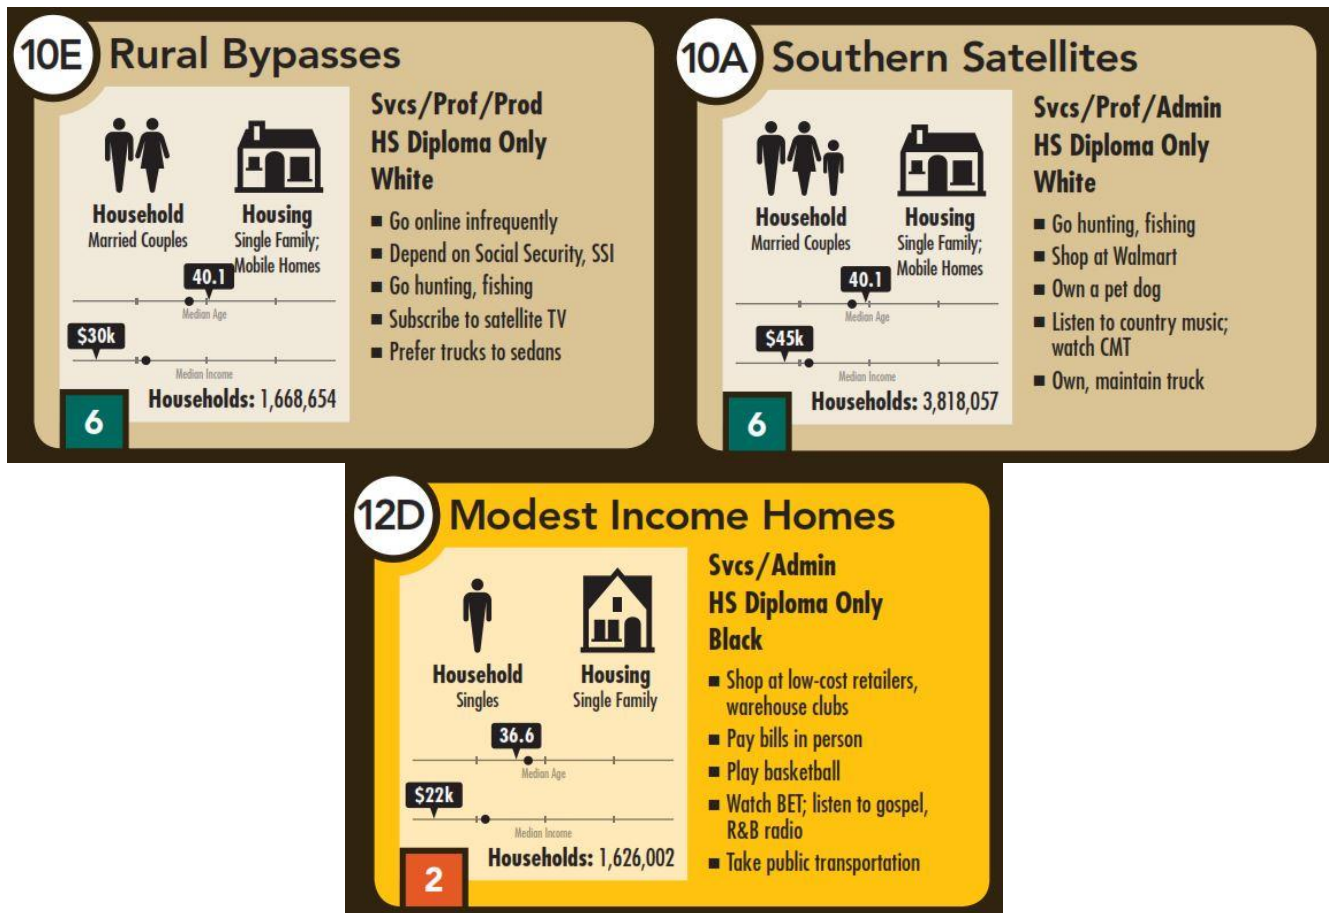 10E Rural Bypasses
Svcs/Prof/Prod
HS Diploma Only
White
Household
Married Couples
Housing
Single Family;
Mobile Homes
40.1
Median Age
$30k
Median Income
Households: 1,668,654
6
■ Go online infrequently
■ Depend on Social Security, SSI
■ Go hunting, fishing
■ Subscribe to satellite TV
■ Prefer trucks to sedans
10A Southern Satellites
Svcs/Prof/Admin
HS Diploma Only
White
Household
Married Couples
Housing
Single Family;
Mobile Homes
40.1
Median Age
$45k
Median Income
Households: 3,818,057
6
■ Go hunting, fishing
■ Shop at Walmart
■ Own a pet dog
■ Listen to country music;
watch CMT
■ Own, maintain truck
12D Modest Income Homes
Svcs/Admin
HS Diploma Only
Black
Household
Singles
Housing
Single Family
36.6
Median Age
$22k
Median Income
Households: 1,626,002
2
■ Shop at low-cost retailers,
warehouse clubs
■ Pay bills in person
■ Play basketball
■ Watch BET; listen to gospel,
R&B radio
■ Take public transportation